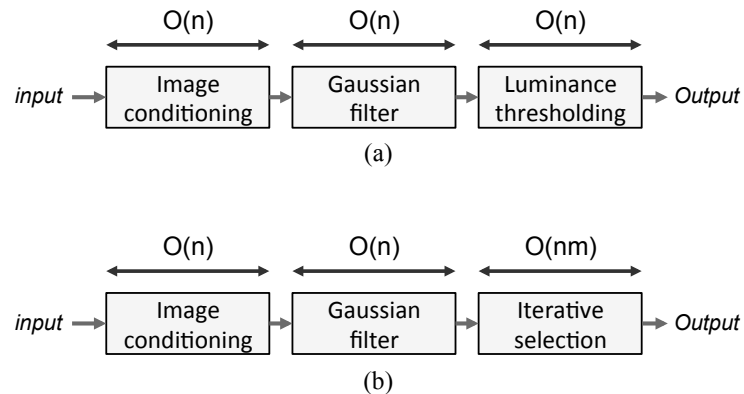 O(n) O(n) O(n)
input Image conditioning Gaussian filter Luminance thresholding Output
(a)
O(n) O(n) O(nm)
input Image conditioning Gaussian filter Iterative selection Output
(b)